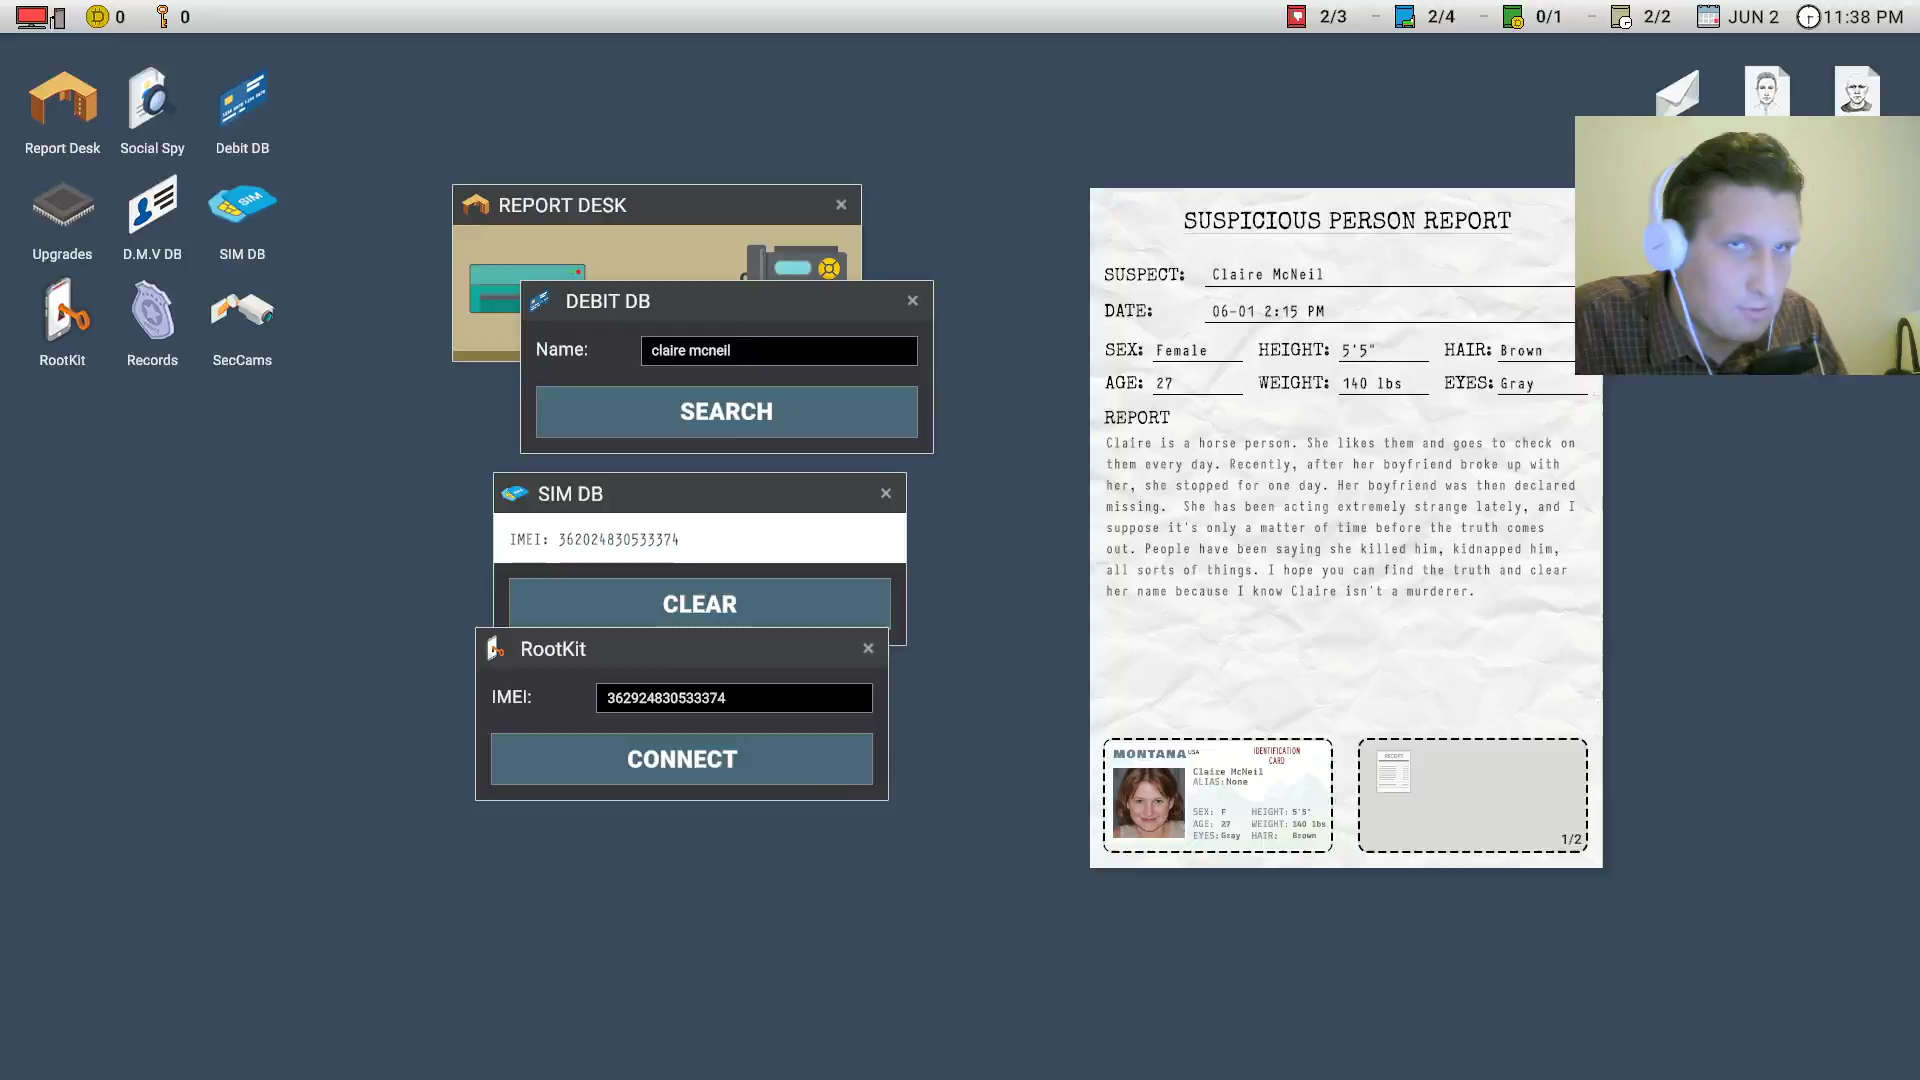 0
0
2/3
2/4
0/1
2/2
JUN 2
11:38 PM
Report Desk
Social Spy
Debit DB
Upgrades
D.M.V DB
SIM DB
RootKit
Records
SecCams
REPORT DESK
DEBIT DB
Name: claire mcneil
SEARCH
SIM DB
IMEI: 362024830533374
CLEAR
RootKit
IMEI: 362924830533374
CONNECT
SUSPICIOUS PERSON REPORT
SUSPECT: Claire McNeil
DATE: 06-01 2:15 PM
SEX: Female HEIGHT: 5'5" HAIR: Brown
AGE: 27 WEIGHT: 140 lbs EYES: Gray
REPORT
Claire is a horse person. She likes them and goes to check on
them every day. Recently, after her boyfriend broke up with
her, she stopped for one day. Her boyfriend was then declared
missing. She has been acting extremely strange lately, and I
suppose it's only a matter of time before the truth comes
out. People have been saying she killed him, kidnapped him,
all sorts of things. I hope you can find the truth and clear
her name because I know Claire isn't a murderer.
MONTANA USA IDENTIFICATION
CARD
Claire McNeil
ALIAS: None
SEX: F HEIGHT: 5'5"
AGE: 27 WEIGHT: 140 lbs
EYES: Gray HAIR: Brown
RECEIPT
1/2
SIM